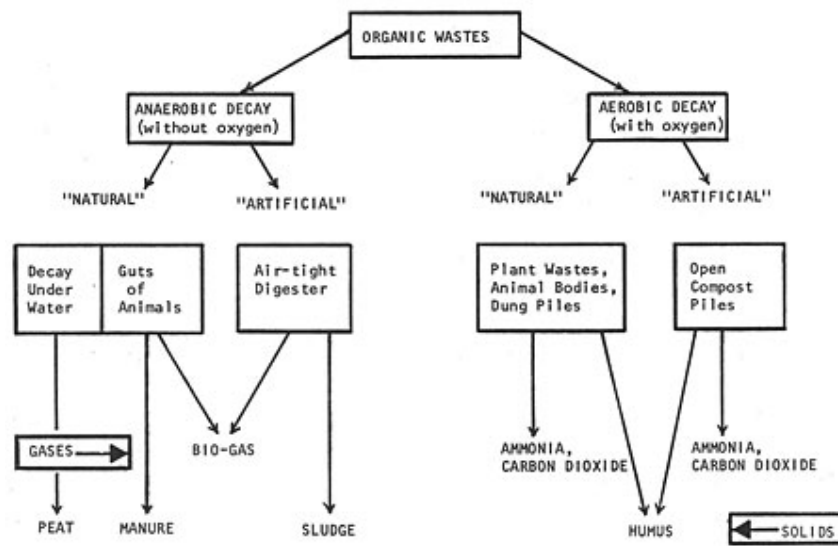 ORGANIC WASTES
ANAEROBIC DECAY
(without oxygen)
AEROBIC DECAY
(with oxygen)
"NATURAL"
"ARTIFICIAL"
"NATURAL"
"ARTIFICIAL"
Decay
Under
Water
Guts
of
Animals
Air-tight
Digester
Plant Wastes,
Animal Bodies,
Dung Piles
Open
Compost
Piles
GASES
BIO-GAS
AMMONIA,
CARBON DIOXIDE
AMMONIA,
CARBON DIOXIDE
PEAT
MANURE
SLUDGE
HUMUS
SOLIDS